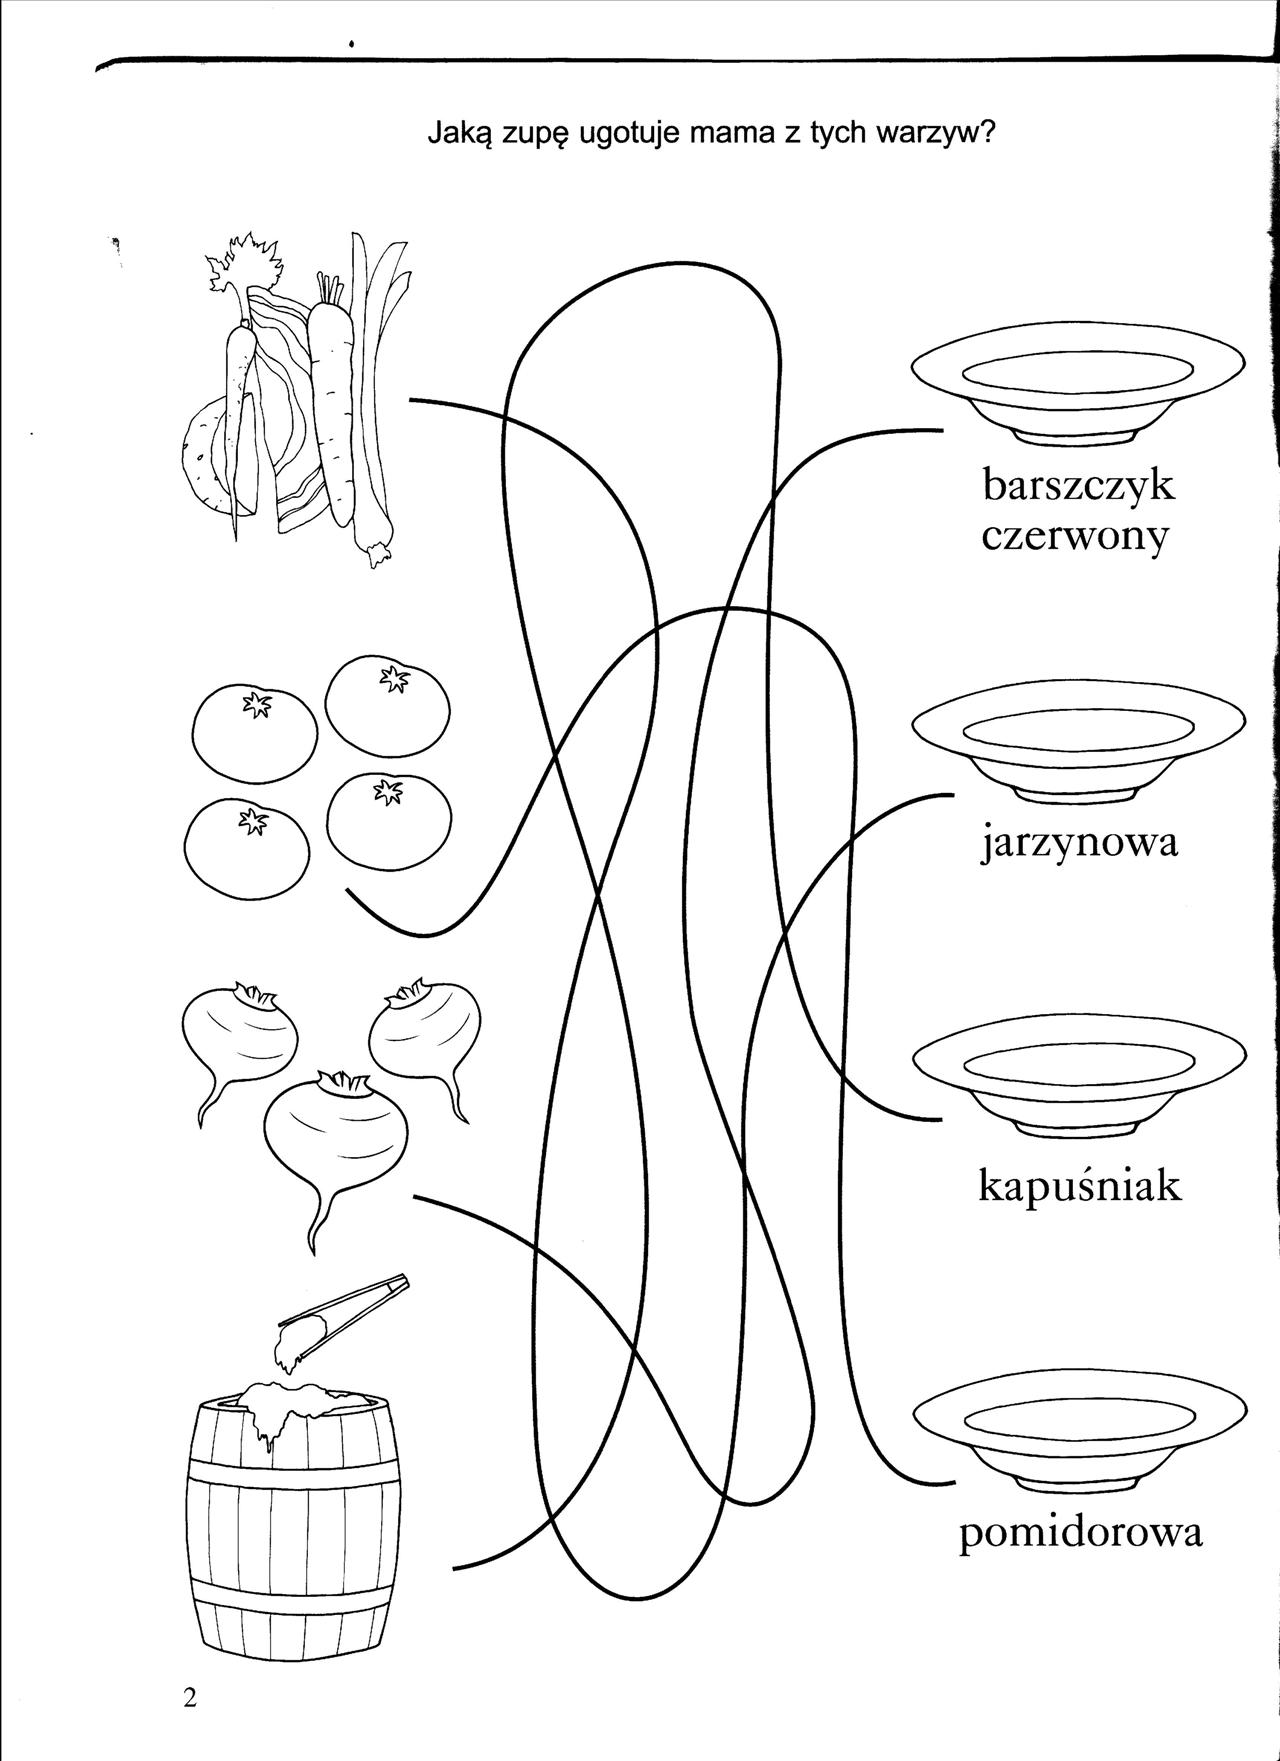 Jaką zupę ugotuje mama z tych warzyw?
barszczyk
czerwony
jarzynowa
kapuśniak
pomidorowa
2